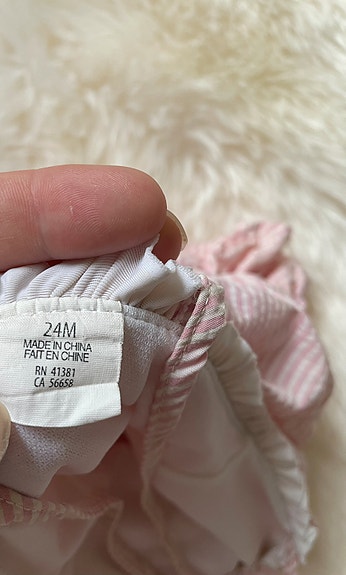 24M
MADE IN CHINA
FAIT EN CHINE
RN 41381
CA 56658